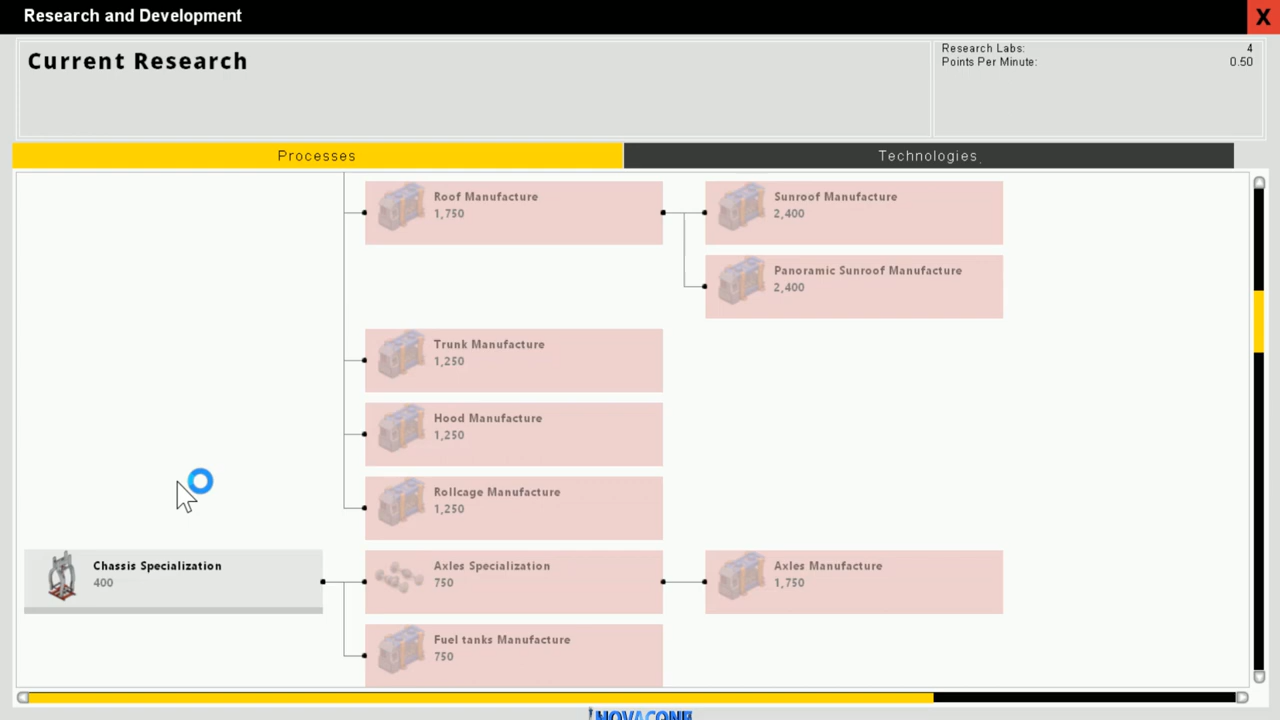 Research and Development
X
Current Research
Research Labs: 4
Points Per Minute: 0.50
Processes
Technologies
Roof Manufacture
1,750
Sunroof Manufacture
2,400
Panoramic Sunroof Manufacture
2,400
Trunk Manufacture
1,250
Hood Manufacture
1,250
Rollcage Manufacture
1,250
Chassis Specialization
400
Axles Specialization
750
Axles Manufacture
1,750
Fuel tanks Manufacture
750